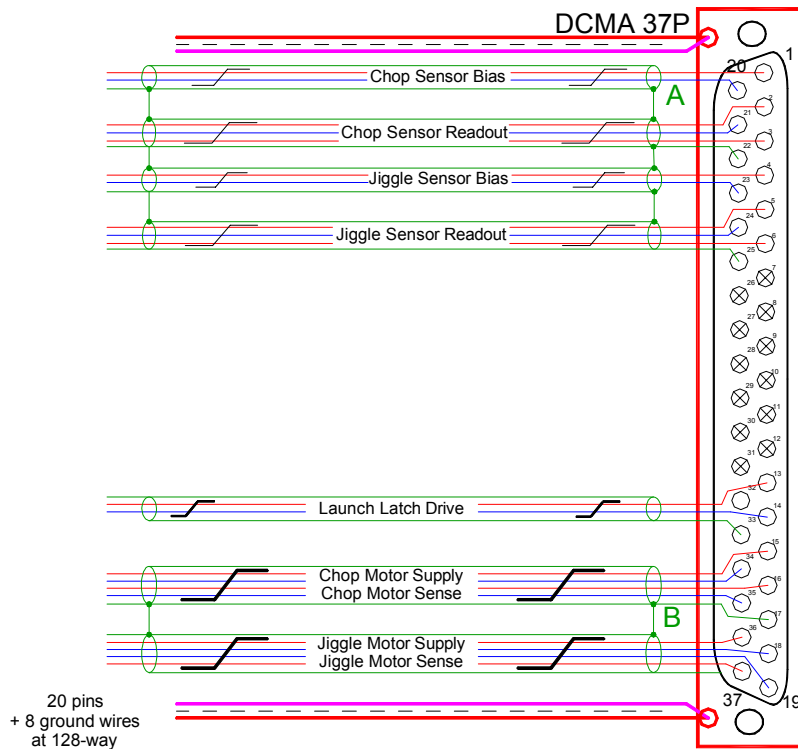 DCMA 37P
1
20
Chop Sensor Bias
A
2
21
Chop Sensor Readout
3
22
4
Jiggle Sensor Bias
23
5
24
Jiggle Sensor Readout
6
25
7
26
8
27
9
28
10
29
11
30
12
31
13
32
Launch Latch Drive
14
33
15
34
Chop Motor Supply
16
Chop Motor Sense
35
B
17
36
Jiggle Motor Supply
18
Jiggle Motor Sense
37
19
20 pins
+ 8 ground wires
at 128-way